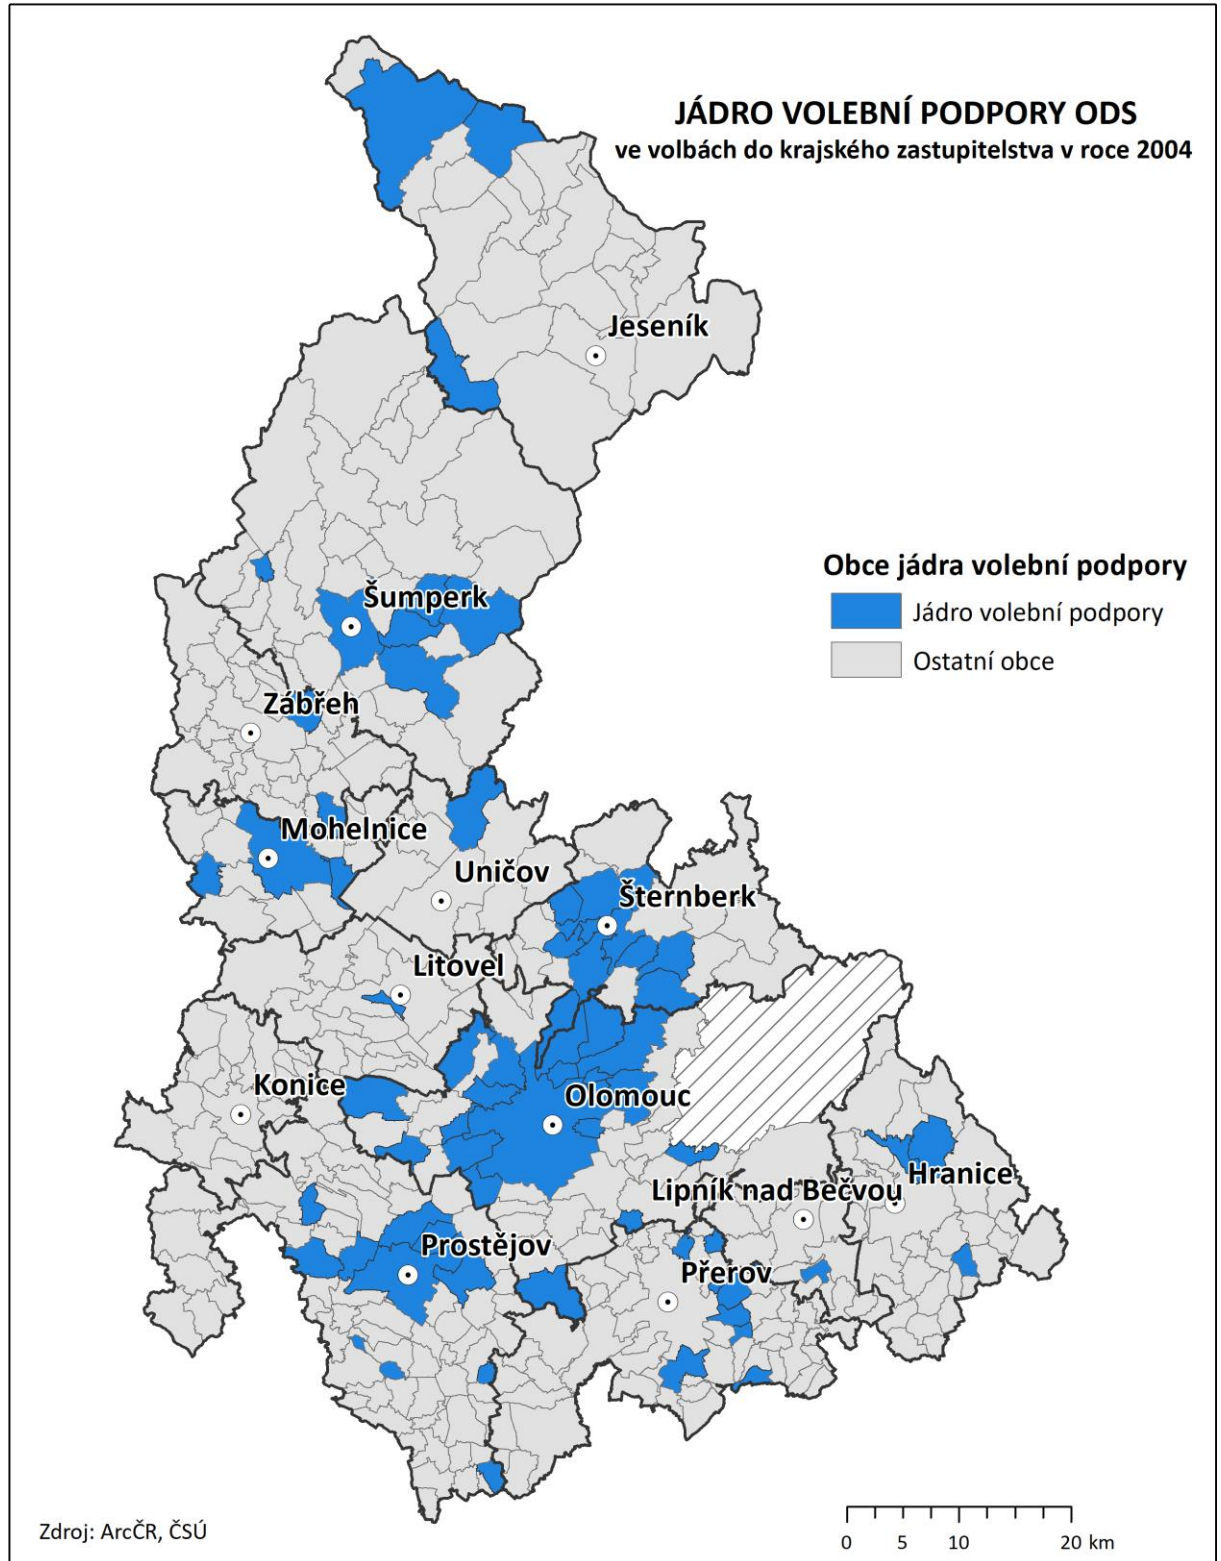 JÁDRO VOLEBNÍ PODPORY ODS
ve volbách do krajského zastupitelstva v roce 2004
Jeseník
Obce jádra volební podpory
Jádro volební podpory
Ostatní obce
Šumperk
Zábřeh
Mohelnice
Uničov
Šternberk
Litovel
Konice
Olomouc
Hranice
Lipník nad Bečvou
Prostějov
Přerov
Zdroj: ArcČR, ČSÚ
0 5 10 20 km